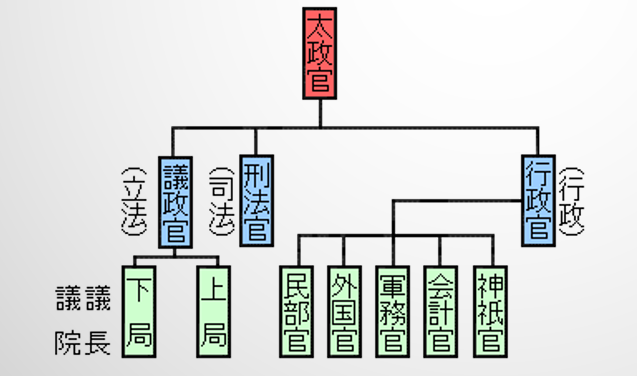 太政官
議政官
(立法)
刑法官
(司法)
行政官
(行政)
下局
上局
議長
議院
民部官
外国官
軍務官
会計官
神祇官